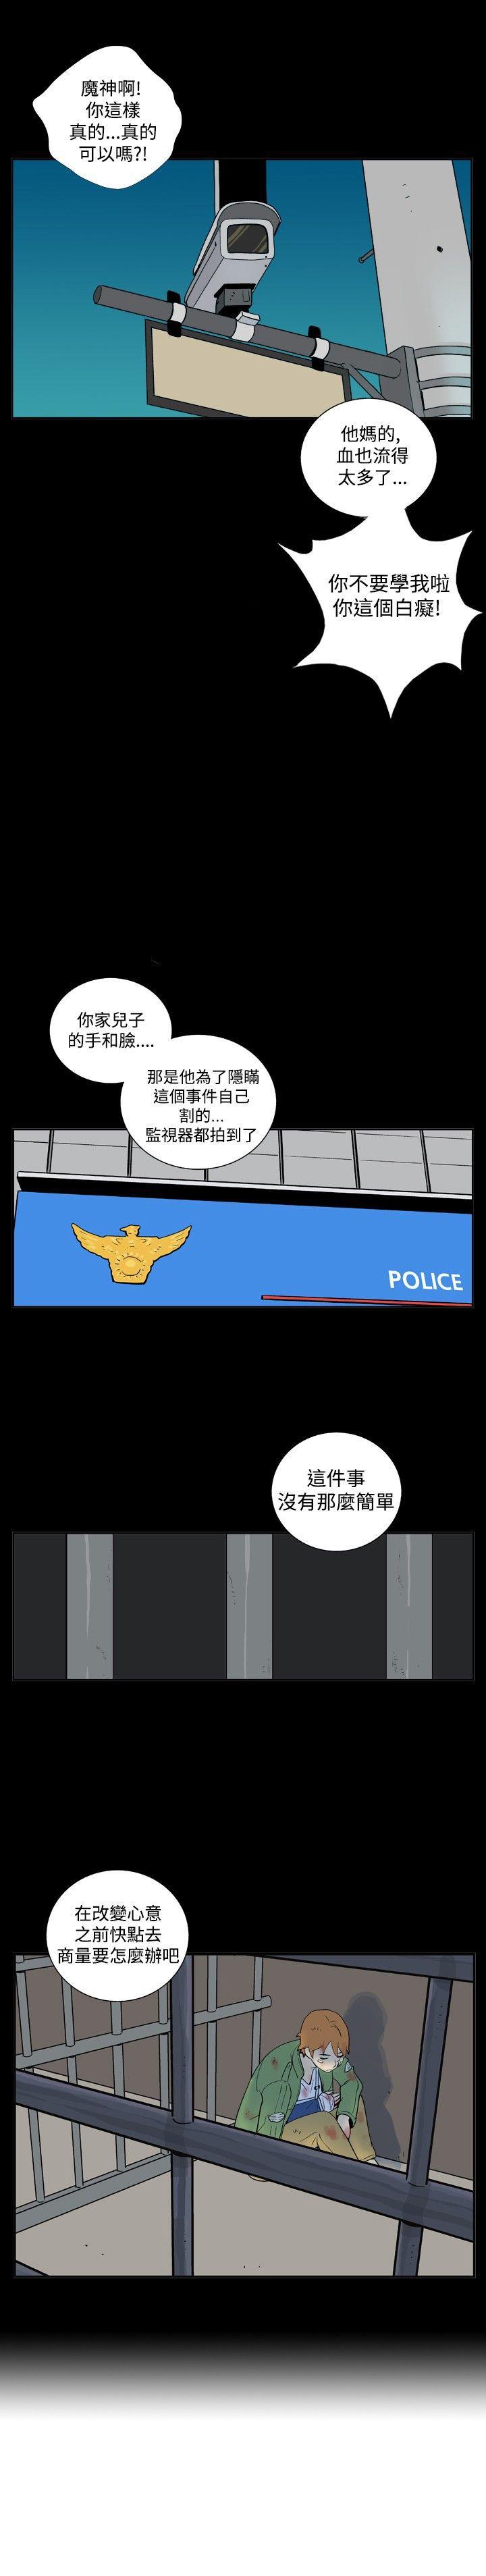 魔神啊!
你這樣
真的...真的
可以嗎?!
他媽的,
血也流得
太多了...
你不要學我啦
你這個白癡!
你家兒子
的手和臉....
那是他為了隱瞞
這個事件自己
割的...
監視器都拍到了
POLICE
這件事
沒有那麼簡單
在改變心意
之前快點去
商量要怎麼辦吧